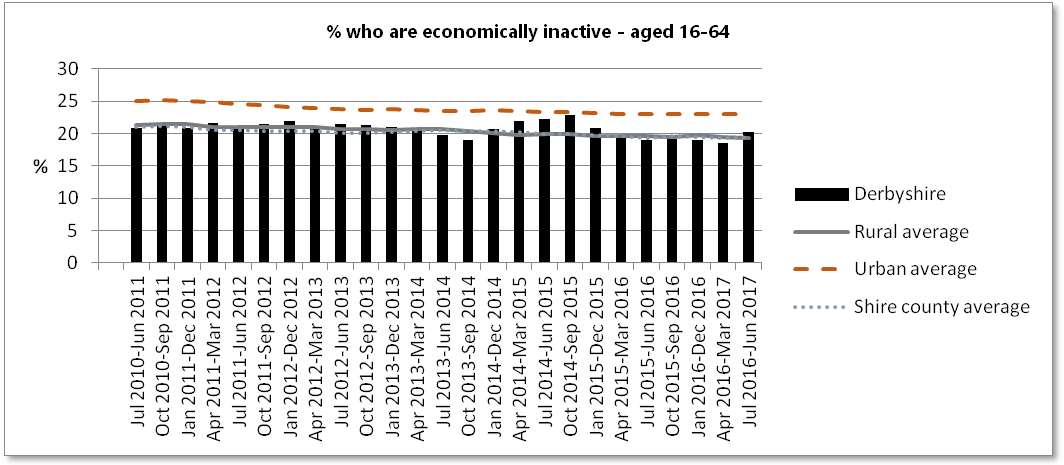 % who are economically inactive - aged 16-64
30
25
20
15
10
5
0
%
Jul 2010-Jun 2011
Oct 2010-Sep 2011
Jan 2011-Dec 2011
Apr 2011-Mar 2012
Jul 2011-Jun 2012
Oct 2011-Sep 2012
Jan 2012-Dec 2012
Apr 2012-Mar 2013
Jul 2012-Jun 2013
Oct 2012-Sep 2013
Jan 2013-Dec 2013
Apr 2013-Mar 2014
Jul 2013-Jun 2014
Oct 2013-Sep 2014
Jan 2014-Dec 2014
Apr 2014-Mar 2015
Jul 2014-Jun 2015
Oct 2014-Sep 2015
Jan 2015-Dec 2015
Apr 2015-Mar 2016
Jul 2015-Jun 2016
Oct 2015-Sep 2016
Jan 2016-Dec 2016
Apr 2016-Mar 2017
Jul 2016-Jun 2017
Derbyshire
Rural average
Urban average
Shire county average